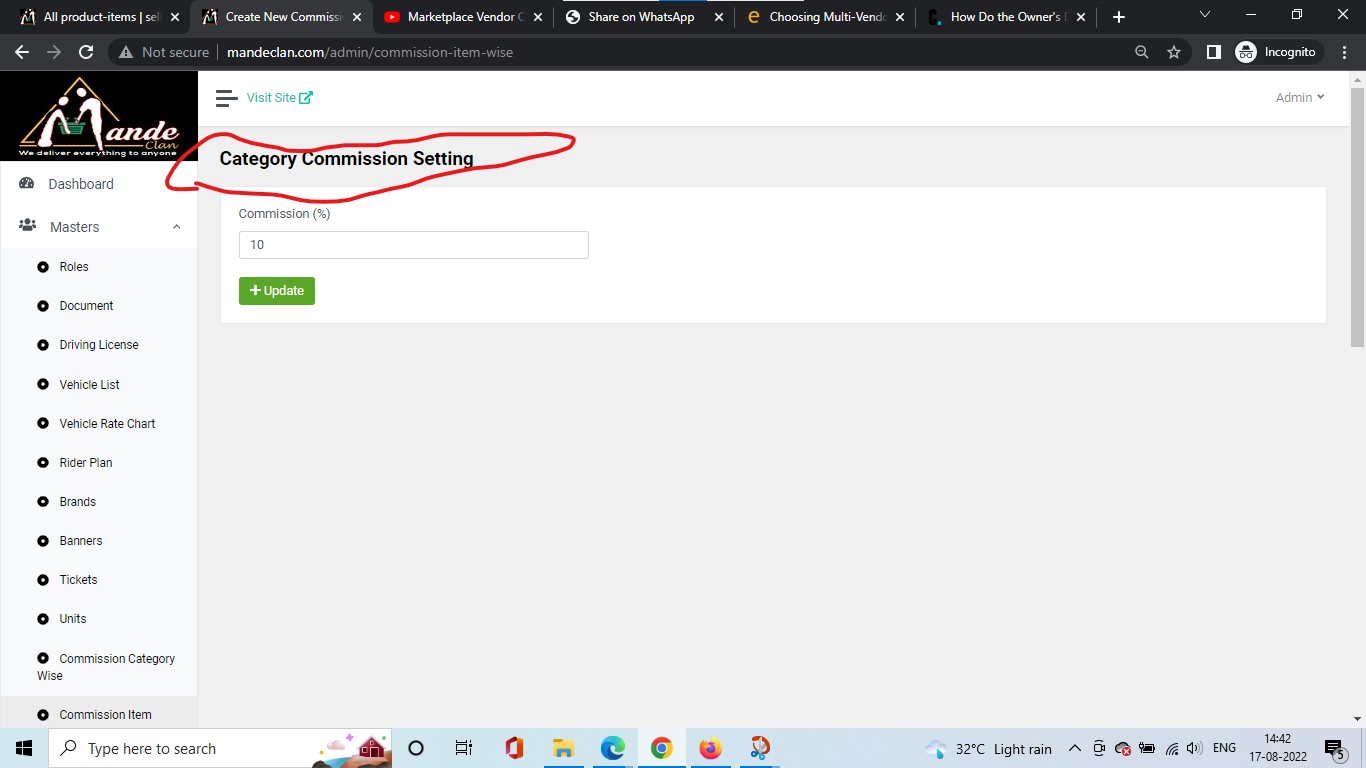 All product-items | sel
Create New Commissi
Marketplace Vendor C
Share on WhatsApp
Choosing Multi-Vend
How Do the Owner's
Not secure
mandeclan.com/admin/commission-item-wise
Incognito
Mande
Clan
We deliver everything to anyone
Visit Site
Admin
Category Commission Setting
Dashboard
Masters
Roles
Document
Driving License
Vehicle List
Vehicle Rate Chart
Rider Plan
Brands
Banners
Tickets
Units
Commission Category
Wise
Commission Item
Commission (%)
10
+ Update
Type here to search
32°C Light rain
ENG
14:42
17-08-2022
5